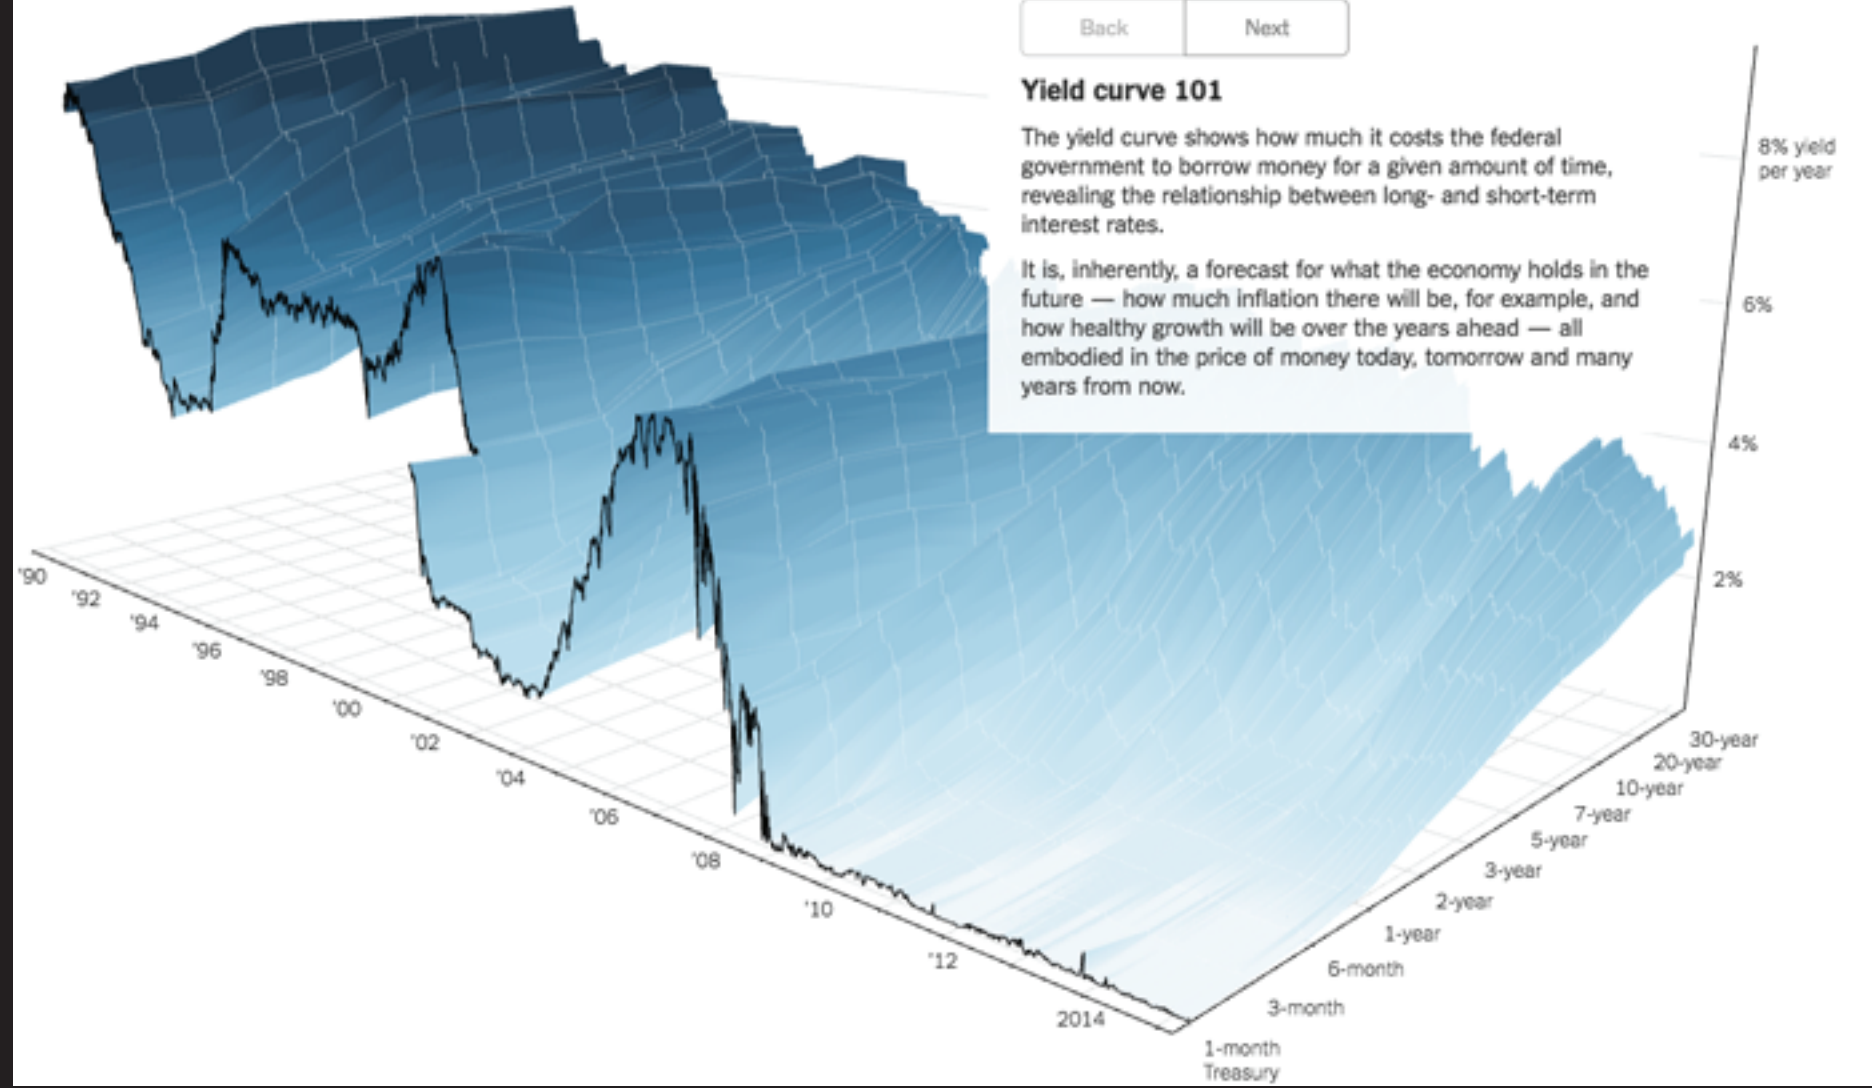 Back
Next
Yield curve 101
The yield curve shows how much it costs the federal
government to borrow money for a given amount of time,
revealing the relationship between long- and short-term
interest rates.
It is, inherently, a forecast for what the economy holds in the
future — how much inflation there will be, for example, and
how healthy growth will be over the years ahead — all
embodied in the price of money today, tomorrow and many
years from now.
8% yield
per year
6%
4%
2%
'90
'92
'94
'96
'98
'00
'02
'04
'06
'08
'10
'12
2014
30-year
20-year
10-year
7-year
5-year
3-year
2-year
1-year
6-month
3-month
1-month
Treasury